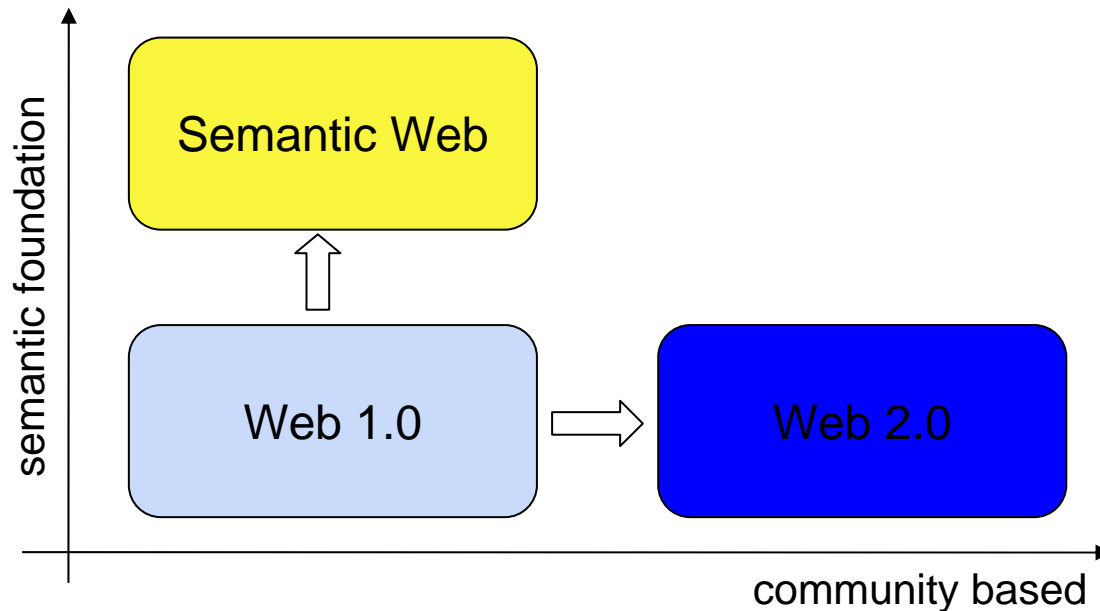 semantic foundation
Semantic Web
Web 1.0
Web 2.0
community based